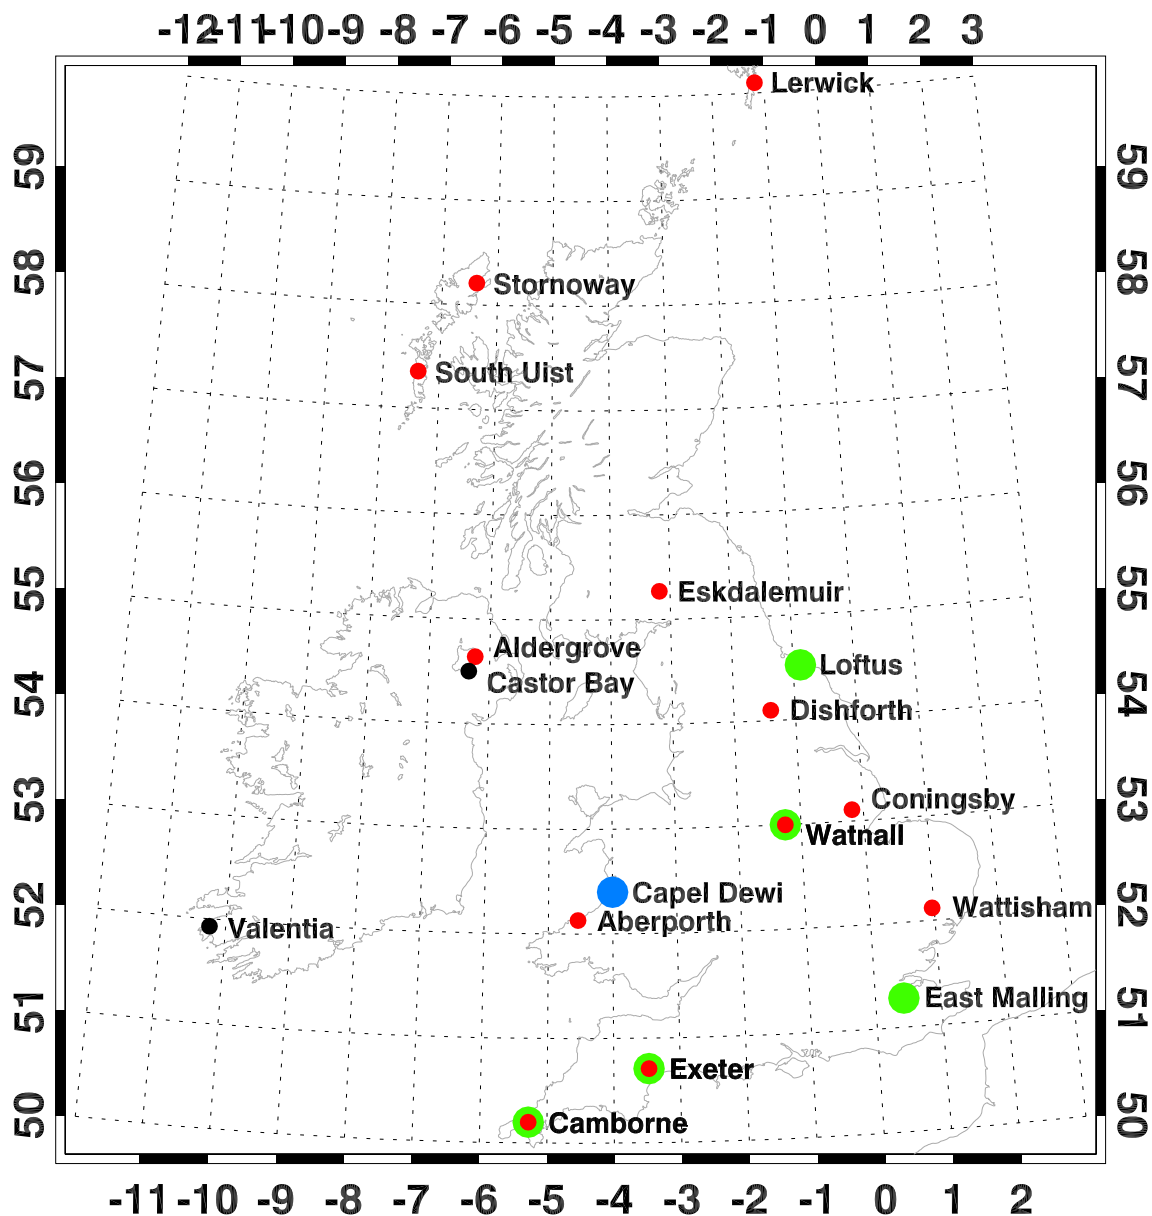 -12 -11 -10 -9 -8 -7 -6 -5 -4 -3 -2 -1 0 1 2 3
Lerwick
59 59
58 58
Stornoway
57 57
South Uist
56 56
55 55
Eskdalemuir
Aldergrove
Loftus
Castor Bay
54 54
Dishforth
53 53
Coningsby
Watnall
52 52
Capel Dewi
Wattisham
Aberporth
Valentia
51 51
East Malling
Exeter
50 50
Camborne
-11 -10 -9 -8 -7 -6 -5 -4 -3 -2 -1 0 1 2